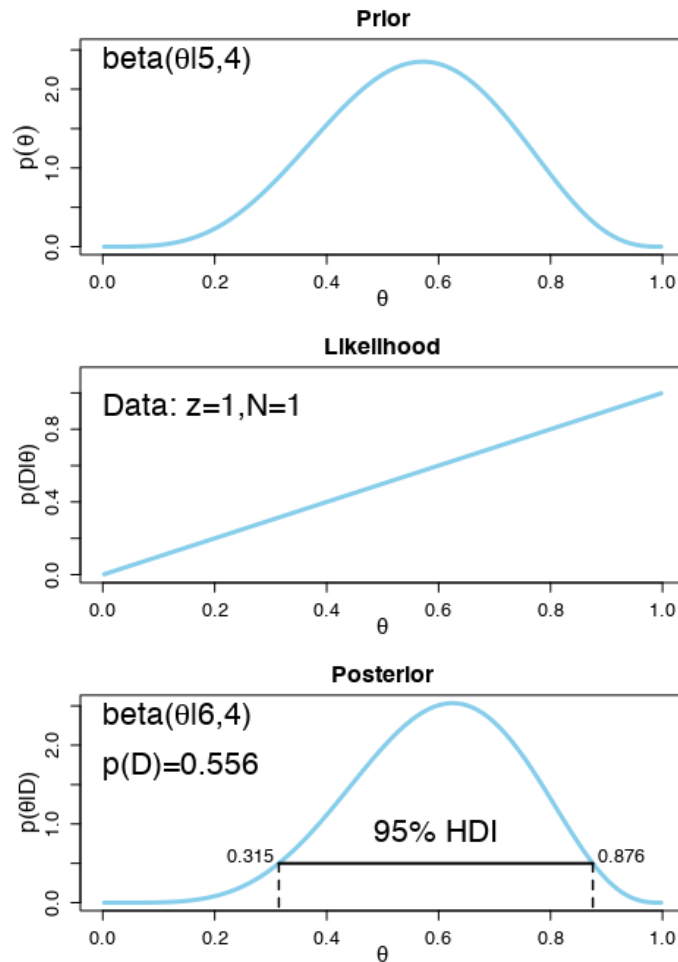 Prior
beta(θ|5,4)
p(θ)
0.0 1.0 2.0
0.0 0.2 0.4 0.6 0.8 1.0
θ
Likelihood
Data: z=1,N=1
p(D|θ)
0.0 0.4 0.8
0.0 0.2 0.4 0.6 0.8 1.0
θ
Posterior
beta(θ|6,4)
p(D)=0.556
p(θ|D)
0.0 1.0 2.0
95% HDI
0.315 0.876
0.0 0.2 0.4 0.6 0.8 1.0
θ